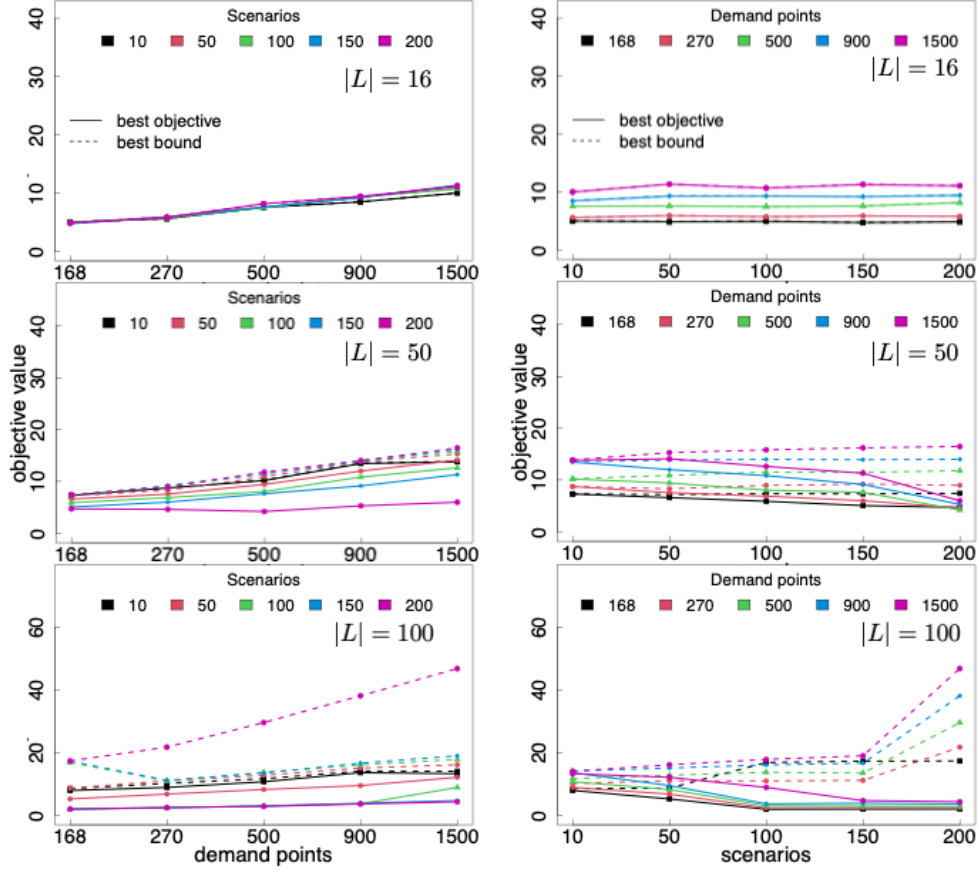 Scenarios
10 50 100 150 200
|L| = 16
best objective
best bound
0 10 20 30 40
168 270 500 900 1500
Demand points
168 270 500 900 1500
|L| = 16
best objective
best bound
0 10 20 30 40
10 50 100 150 200
Scenarios
10 50 100 150 200
|L| = 50
objective value
0 10 20 30 40
168 270 500 900 1500
Demand points
168 270 500 900 1500
|L| = 50
objective value
0 10 20 30 40
10 50 100 150 200
Scenarios
10 50 100 150 200
|L| = 100
0 20 40 60
168 270 500 900 1500
demand points
Demand points
168 270 500 900 1500
|L| = 100
0 20 40 60
10 50 100 150 200
scenarios